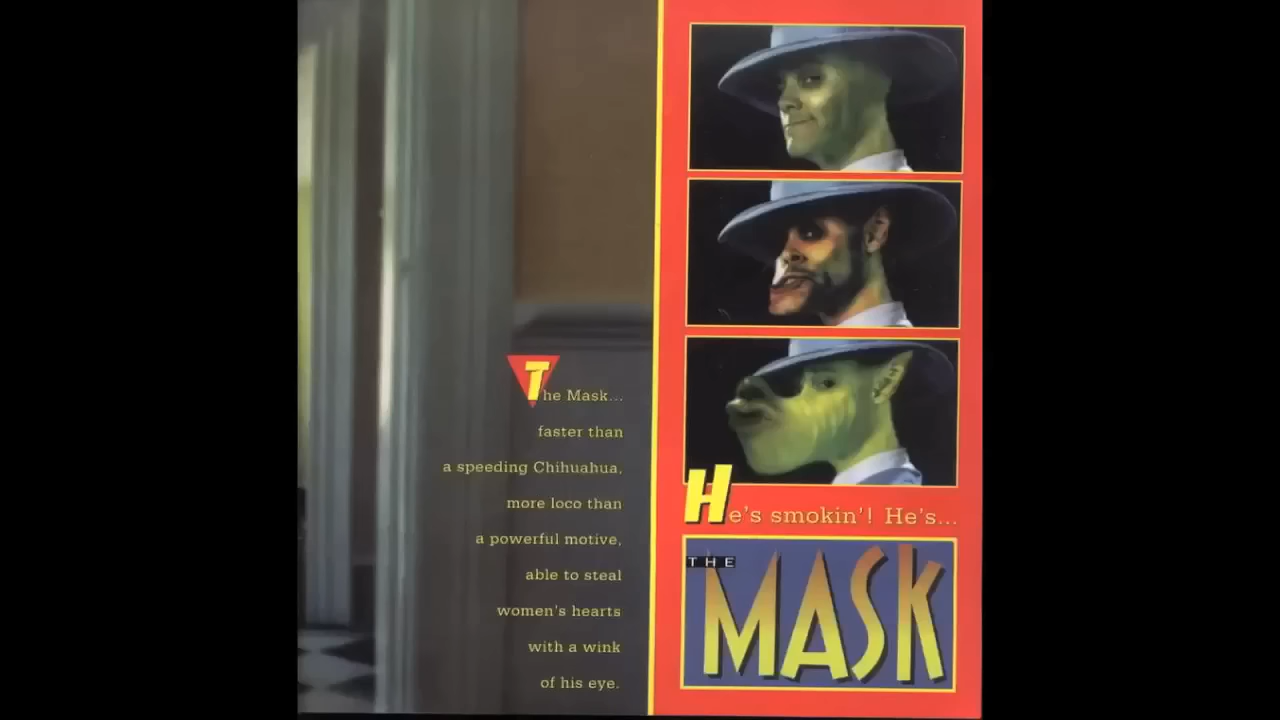 The Mask...
faster than
a speeding Chihuahua,
more loco than
a powerful motive,
able to steal
women's hearts
with a wink
of his eye.
He's smokin'! He's...
THE
MASK